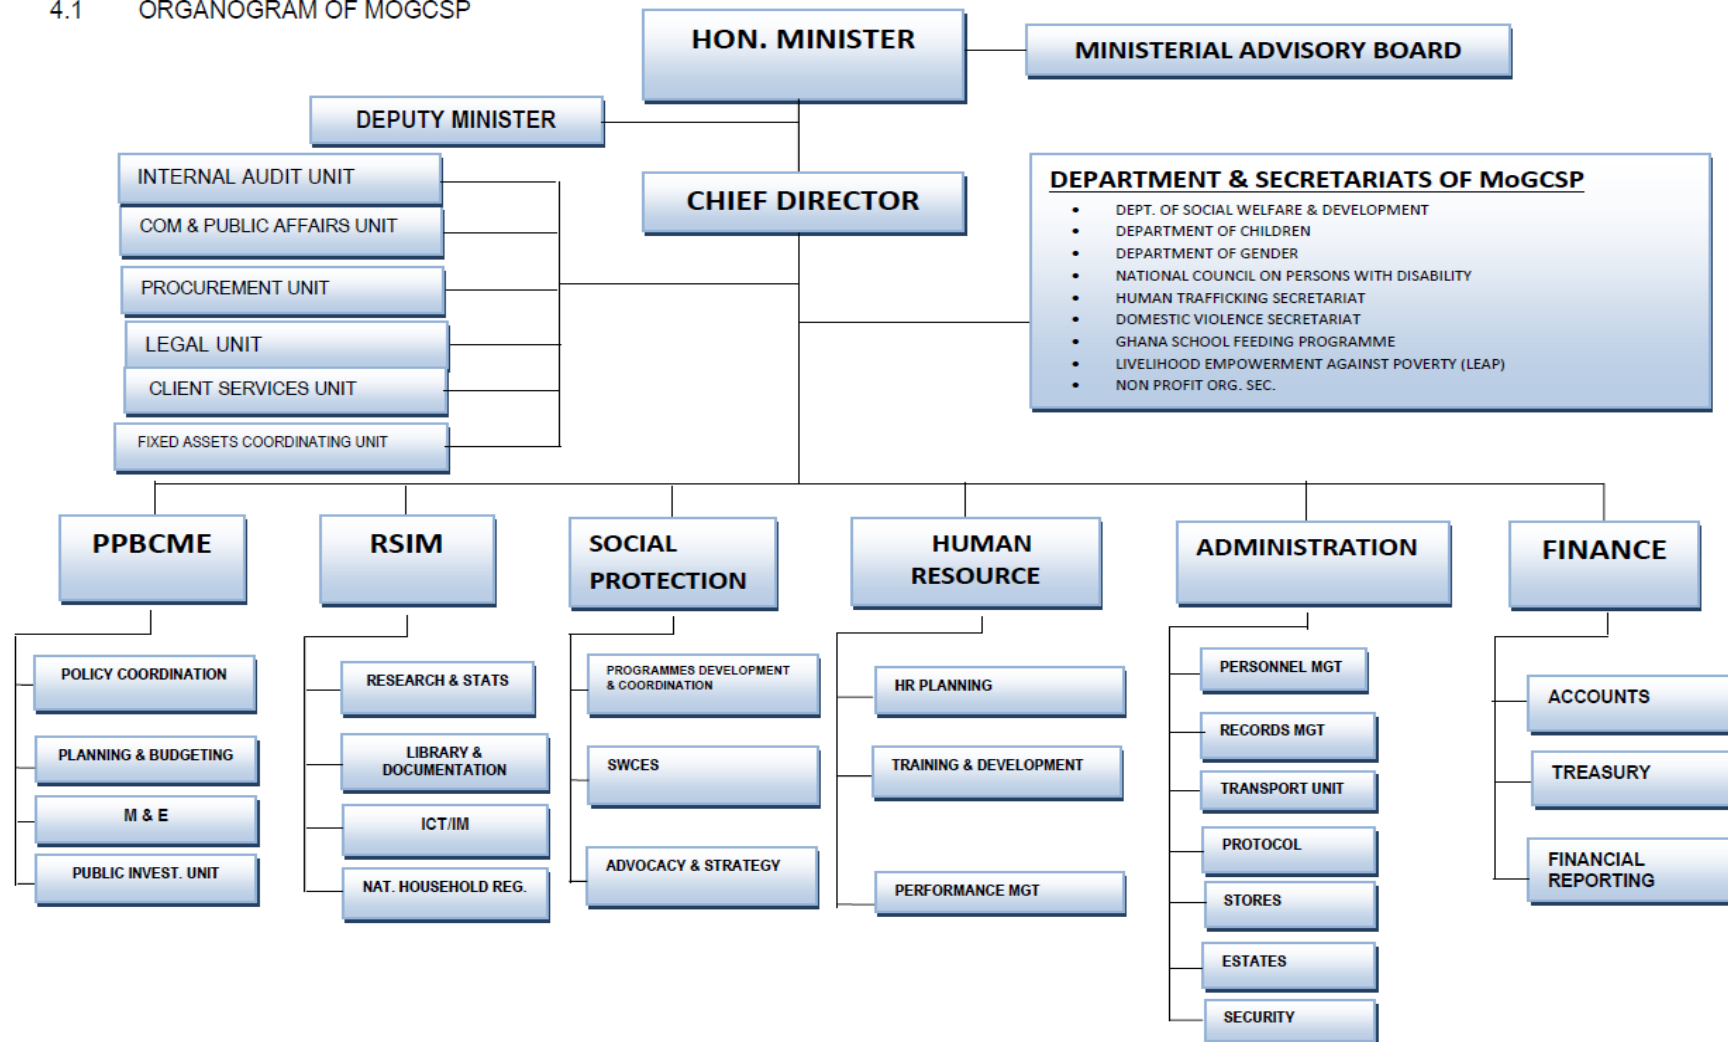 4.1 ORGANOGRAM OF MOGCSP
HON. MINISTER
MINISTERIAL ADVISORY BOARD
DEPUTY MINISTER
CHIEF DIRECTOR
INTERNAL AUDIT UNIT
COM & PUBLIC AFFAIRS UNIT
PROCUREMENT UNIT
LEGAL UNIT
CLIENT SERVICES UNIT
FIXED ASSETS COORDINATING UNIT
DEPARTMENT & SECRETARIATS OF MoGCSP
• DEPT. OF SOCIAL WELFARE & DEVELOPMENT
• DEPARTMENT OF CHILDREN
• DEPARTMENT OF GENDER
• NATIONAL COUNCIL ON PERSONS WITH DISABILITY
• HUMAN TRAFFICKING SECRETARIAT
• DOMESTIC VIOLENCE SECRETARIAT
• GHANA SCHOOL FEEDING PROGRAMME
• LIVELIHOOD EMPOWERMENT AGAINST POVERTY (LEAP)
• NON PROFIT ORG. SEC.
PPBCME
POLICY COORDINATION
PLANNING & BUDGETING
M & E
PUBLIC INVEST. UNIT
RSIM
RESEARCH & STATS
LIBRARY &
DOCUMENTATION
ICT/IM
NAT. HOUSEHOLD REG.
SOCIAL
PROTECTION
PROGRAMMES DEVELOPMENT
& COORDINATION
SWCES
ADVOCACY & STRATEGY
HUMAN
RESOURCE
HR PLANNING
TRAINING & DEVELOPMENT
PERFORMANCE MGT
ADMINISTRATION
PERSONNEL MGT
RECORDS MGT
TRANSPORT UNIT
PROTOCOL
STORES
ESTATES
SECURITY
FINANCE
ACCOUNTS
TREASURY
FINANCIAL
REPORTING